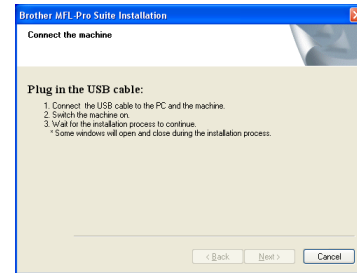 Brother MFL-Pro Suite Installation
Connect the machine
Plug in the USB cable:
1. Connect the USB cable to the PC and the machine.
2. Switch the machine on.
3. Wait for the installation process to continue.
* Some windows will open and close during the installation process.
< Back
Next >
Cancel